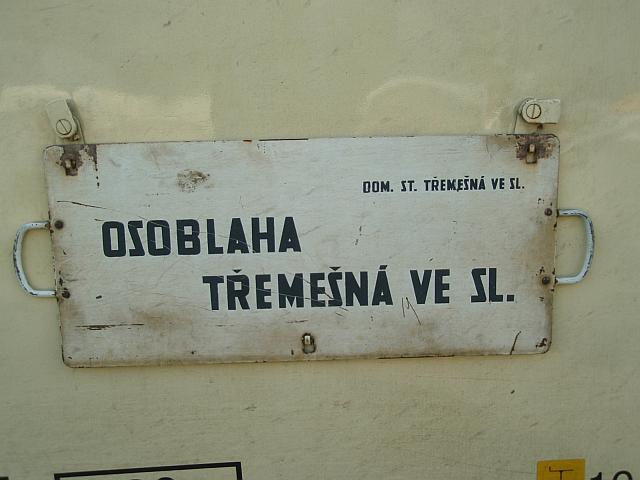 DOM. ST. TŘEMEŠNÁ VE SL.
OSOBLAHA
TŘEMEŠNÁ VE SL.